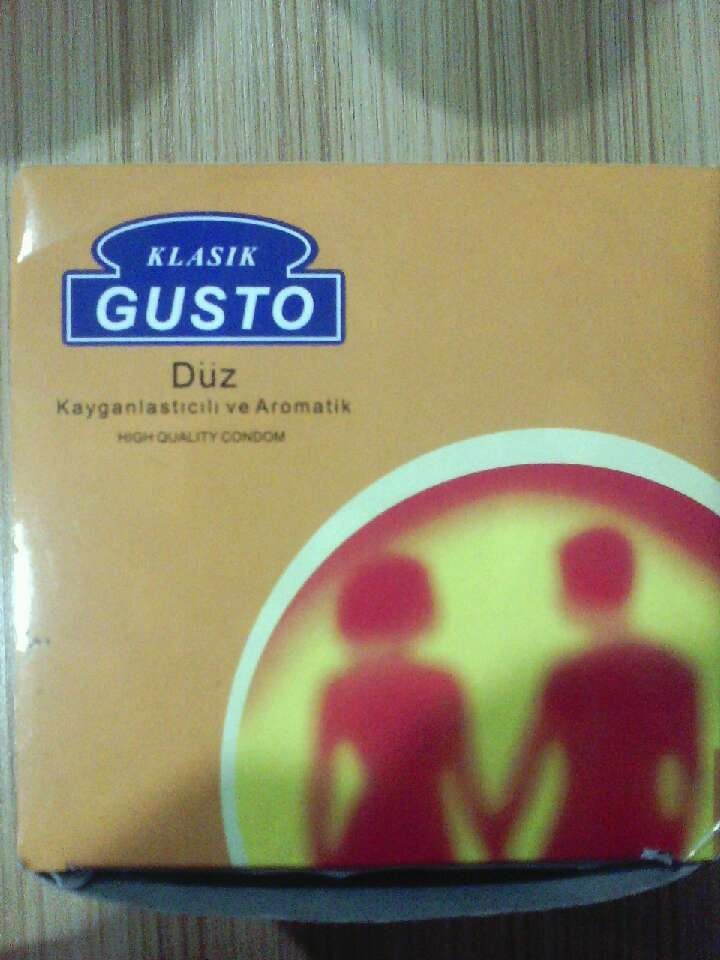 KLASIK
GUSTO
Düz
Kayganlastıcılı ve Aromatik
HIGH QUALITY CONDOM